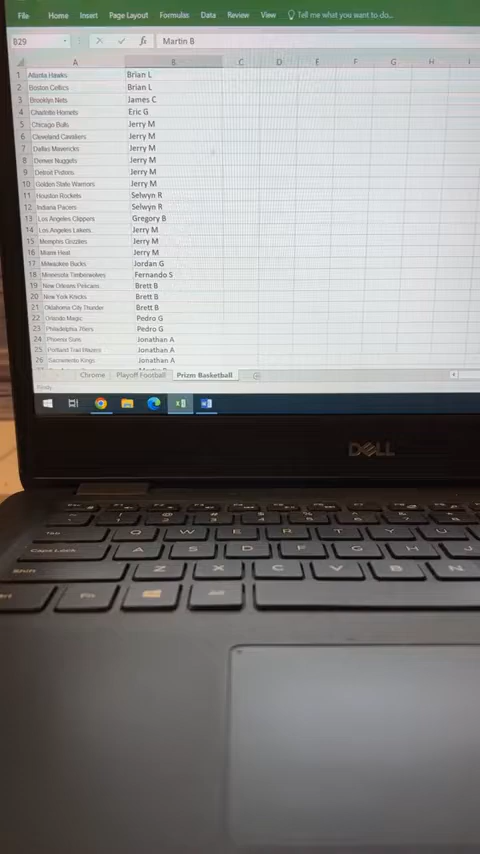 File Home Insert Page Layout Formulas Data Review View Tell me what you want to do...
B29 fx Martin B
A B C D E F G H I
1 Atlanta Hawks Brian L
2 Boston Celtics Brian L
3 Brooklyn Nets James C
4 Charlotte Hornets Eric G
5 Chicago Bulls Jerry M
6 Cleveland Cavaliers Jerry M
7 Dallas Mavericks Jerry M
8 Denver Nuggets Jerry M
9 Detroit Pistons Jerry M
10 Golden State Warriors Jerry M
11 Houston Rockets Selwyn R
12 Indiana Pacers Selwyn R
13 Los Angeles Clippers Gregory B
14 Los Angeles Lakers Jerry M
15 Memphis Grizzlies Jerry M
16 Miami Heat Jerry M
17 Milwaukee Bucks Jordan G
18 Minnesota Timberwolves Fernando S
19 New Orleans Pelicans Brett B
20 New York Knicks Brett B
21 Oklahoma City Thunder Brett B
22 Orlando Magic Pedro G
23 Philadelphia 76ers Pedro G
24 Phoenix Suns Jonathan A
25 Portland Trail Blazers Jonathan A
26 Sacramento Kings Jonathan A
Chrome Playoff Football Prizm Basketball
Ready
DELL
Tab Q W E R T Y U
Caps Lock A S D F G H J
Shift Z X C V B N
Fn